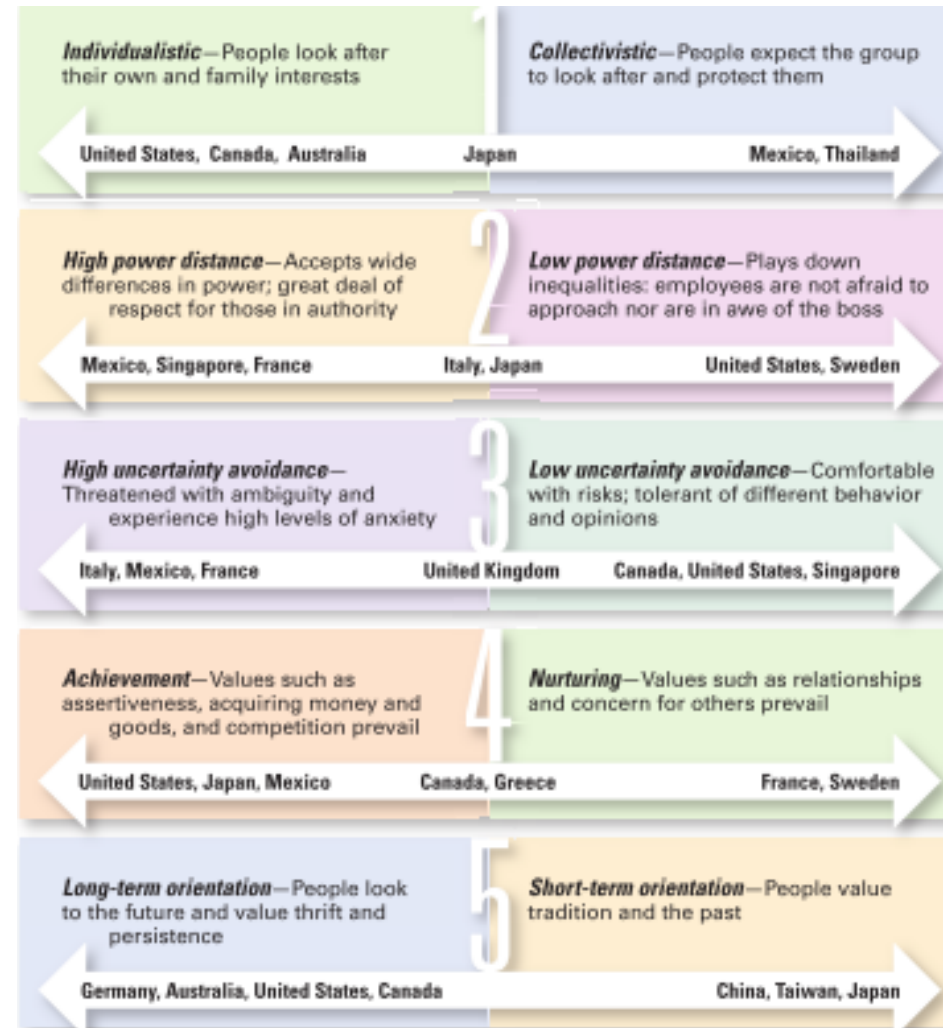 1
Individualistic—People look after
their own and family interests
Collectivistic—People expect the group
to look after and protect them
United States, Canada, Australia
Japan
Mexico, Thailand
2
High power distance—Accepts wide
differences in power; great deal of
respect for those in authority
Low power distance—Plays down
inequalities: employees are not afraid to
approach nor are in awe of the boss
Mexico, Singapore, France
Italy, Japan
United States, Sweden
3
High uncertainty avoidance—
Threatened with ambiguity and
experience high levels of anxiety
Low uncertainty avoidance—Comfortable
with risks; tolerant of different behavior
and opinions
Italy, Mexico, France
United Kingdom
Canada, United States, Singapore
4
Achievement—Values such as
assertiveness, acquiring money and
goods, and competition prevail
Nurturing—Values such as relationships
and concern for others prevail
United States, Japan, Mexico
Canada, Greece
France, Sweden
5
Long-term orientation—People look
to the future and value thrift and
persistence
Short-term orientation—People value
tradition and the past
Germany, Australia, United States, Canada
China, Taiwan, Japan